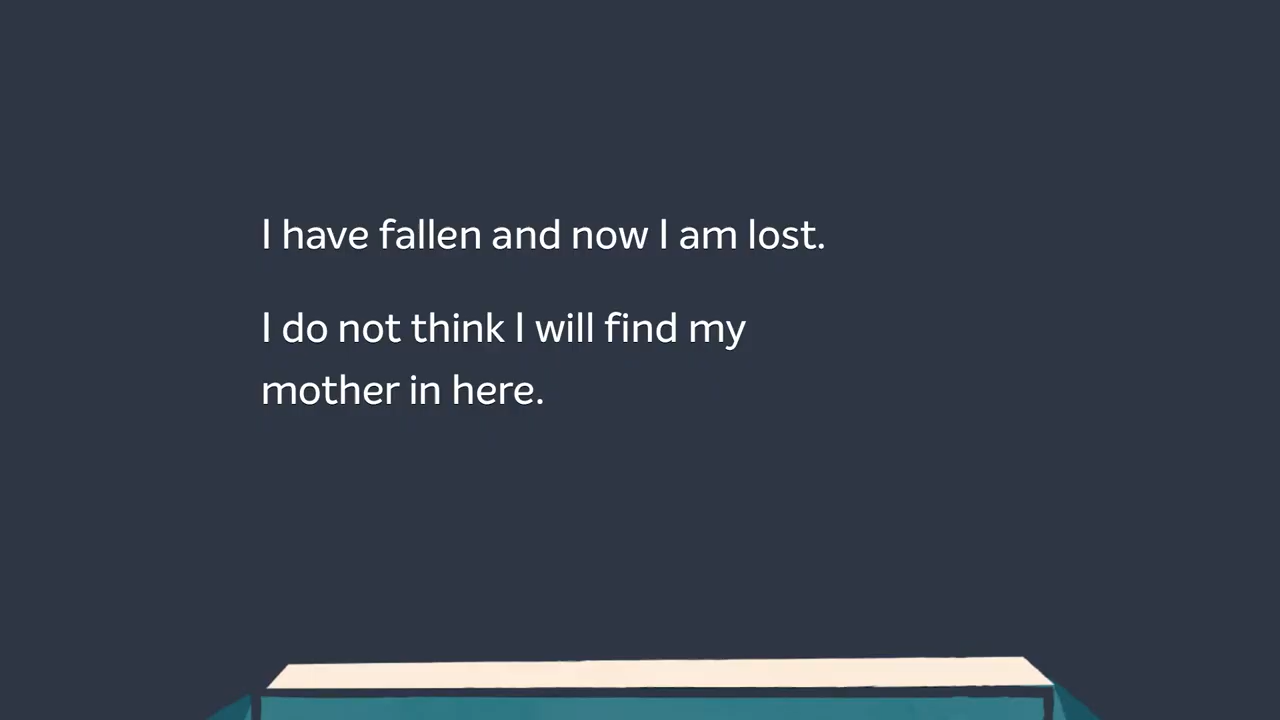 I have fallen and now I am lost.
I do not think I will find my
mother in here.